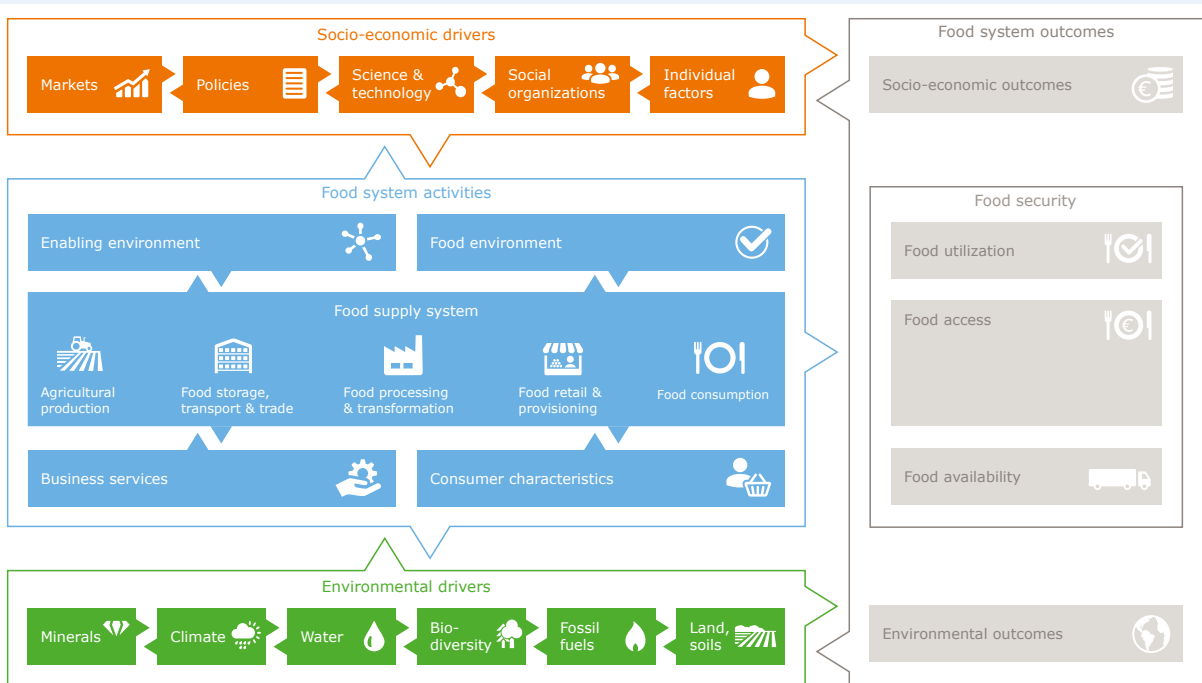 Socio-economic drivers
Markets
Policies
Science &
technology
Social
organizations
Individual
factors
Food system activities
Enabling environment
Food environment
Food supply system
Agricultural
production
Food storage,
transport & trade
Food processing
& transformation
Food retail &
provisioning
Food consumption
Business services
Consumer characteristics
Environmental drivers
Minerals
Climate
Water
Bio-
diversity
Fossil
fuels
Land,
soils
Food system outcomes
Socio-economic outcomes
€
Food security
Food utilization
Food access
€
Food availability
Environmental outcomes